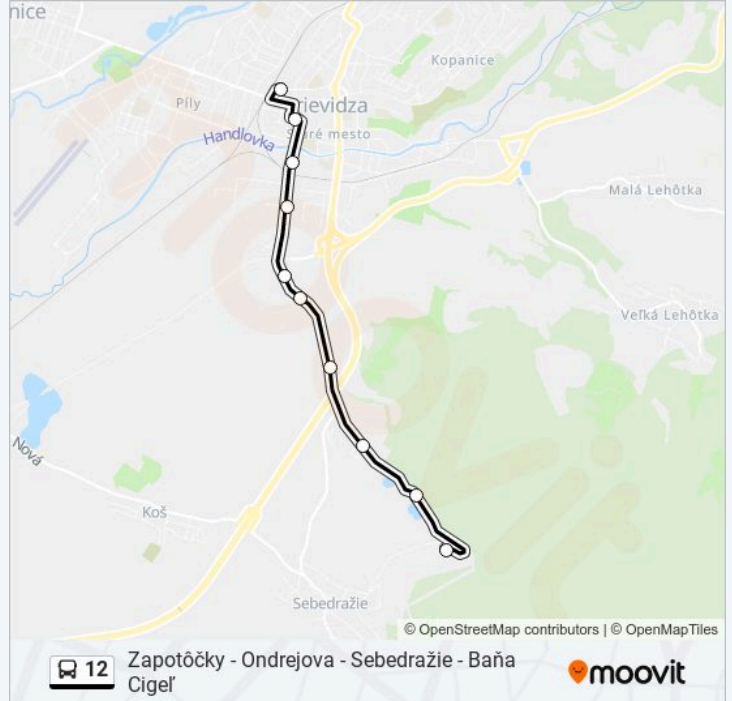 nice
Kopanice
Píly
rievidza
Staré mesto
Handlovka
Malá Lehôtka
Veľká Lehôtka
Nová
Koš
Sebedražie
© OpenStreetMap contributors | © OpenMapTiles
12
Zapotôčky - Ondrejova - Sebedražie - Baňa
Cigeľ
moovit